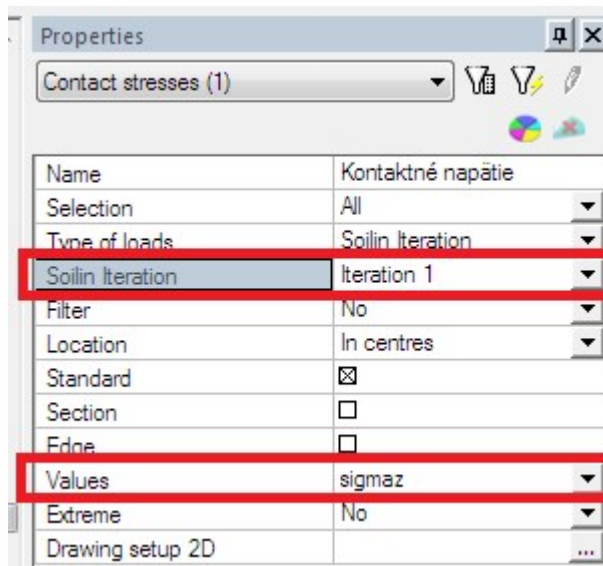 Properties
Contact stresses (1)
Name Kontaktné napätie
Selection All
Type of loads Soilin Iteration
Soilin Iteration Iteration 1
Filter No
Location In centres
Standard
Section
Edge
Values sigmaz
Extreme No
Drawing setup 2D ...